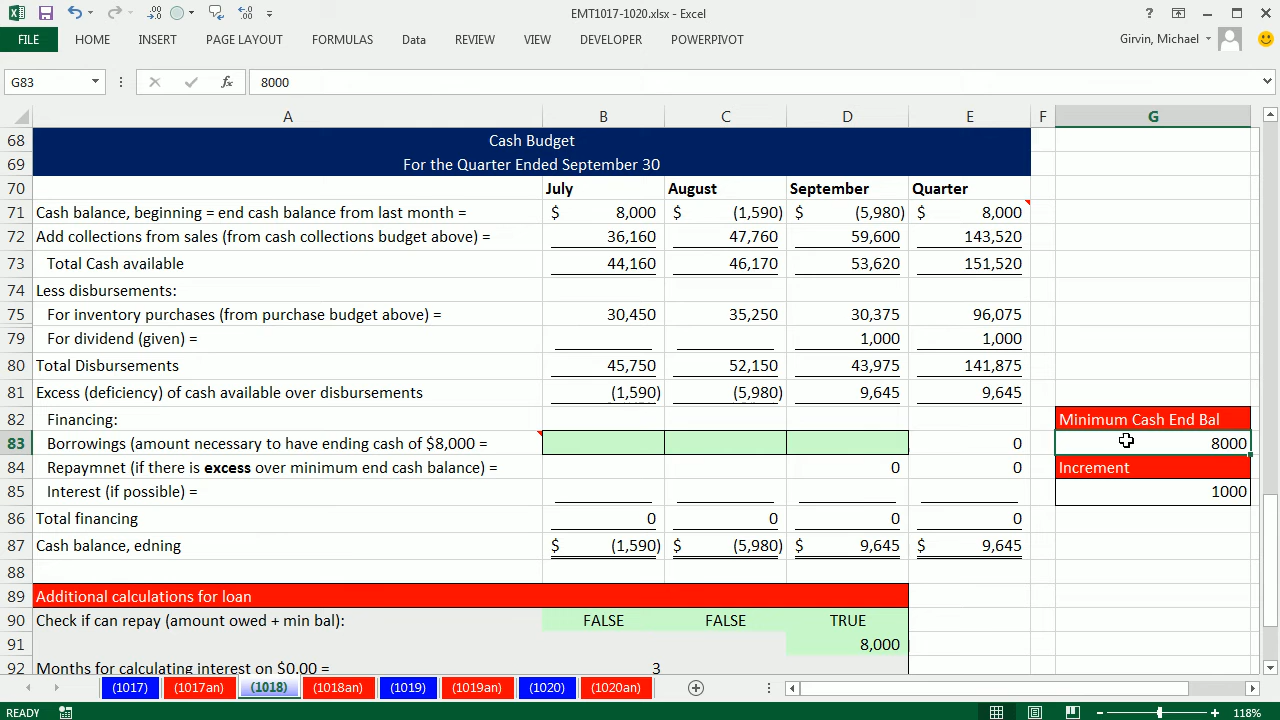 EMT1017-1020.xlsx - Excel
FILE HOME INSERT PAGE LAYOUT FORMULAS Data REVIEW VIEW DEVELOPER POWERPIVOT Girvin, Michael
G83 fx 8000
A B C D E F G
68 Cash Budget
69 For the Quarter Ended September 30
70 July August September Quarter
71 Cash balance, beginning = end cash balance from last month = $ 8,000 $ (1,590) $ (5,980) $ 8,000
72 Add collections from sales (from cash collections budget above) = 36,160 47,760 59,600 143,520
73 Total Cash available 44,160 46,170 53,620 151,520
74 Less disbursements:
75 For inventory purchases (from purchase budget above) = 30,450 35,250 30,375 96,075
79 For dividend (given) = 1,000 1,000
80 Total Disbursements 45,750 52,150 43,975 141,875
81 Excess (deficiency) of cash available over disbursements (1,590) (5,980) 9,645 9,645
82 Financing: Minimum Cash End Bal
83 Borrowings (amount necessary to have ending cash of $8,000 = 0 8000
84 Repaymnet (if there is excess over minimum end cash balance) = 0 0 Increment
85 Interest (if possible) = 1000
86 Total financing 0 0 0 0
87 Cash balance, edning $ (1,590) $ (5,980) $ 9,645 $ 9,645
88
89 Additional calculations for loan
90 Check if can repay (amount owed + min bal): FALSE FALSE TRUE
91 8,000
92 Months for calculating interest on $0.00 = 3
(1017) (1017an) (1018) (1018an) (1019) (1019an) (1020) (1020an)
READY 118%